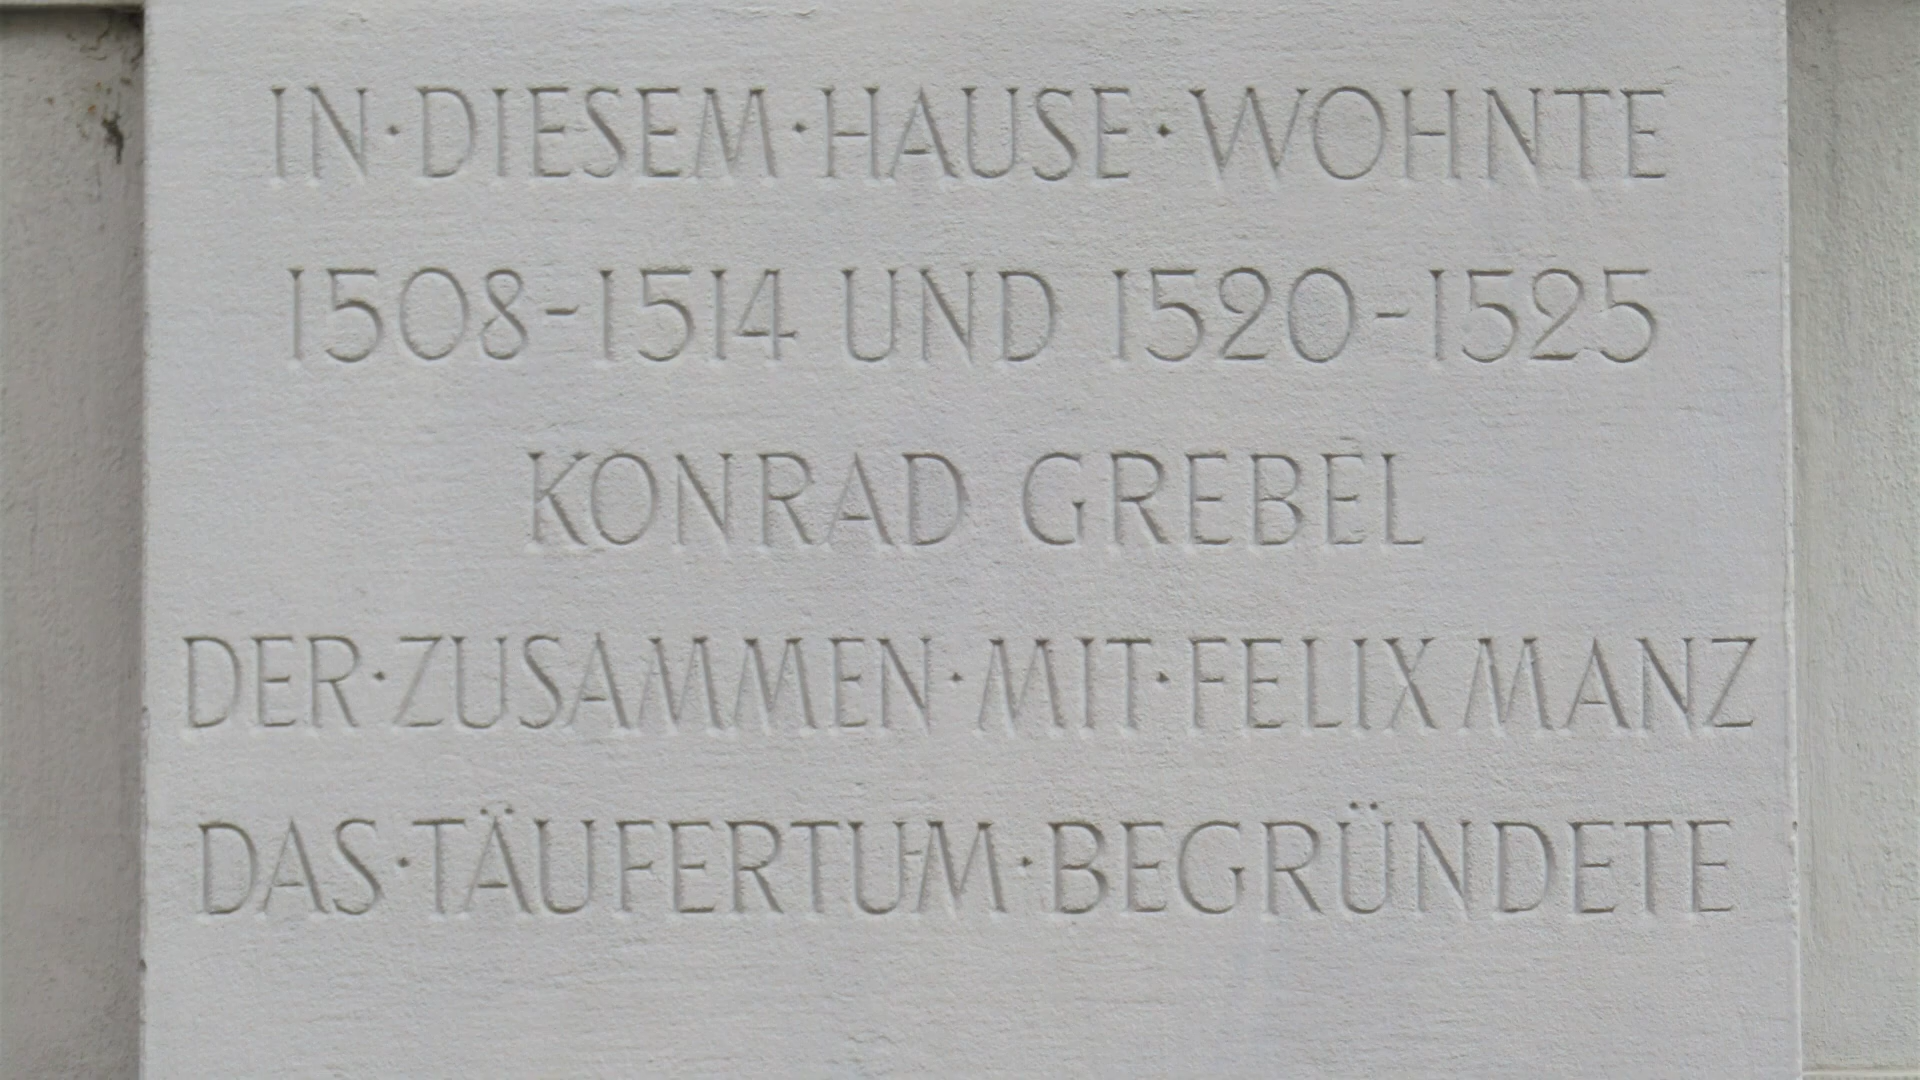 IN·DIESEM·HAUSE·WOHNTE
1508-1514 UND 1520-1525
KONRAD GREBEL
DER·ZUSAMMEN·MIT·FELIX MANZ
DAS·TÄUFERTUM·BEGRÜNDETE